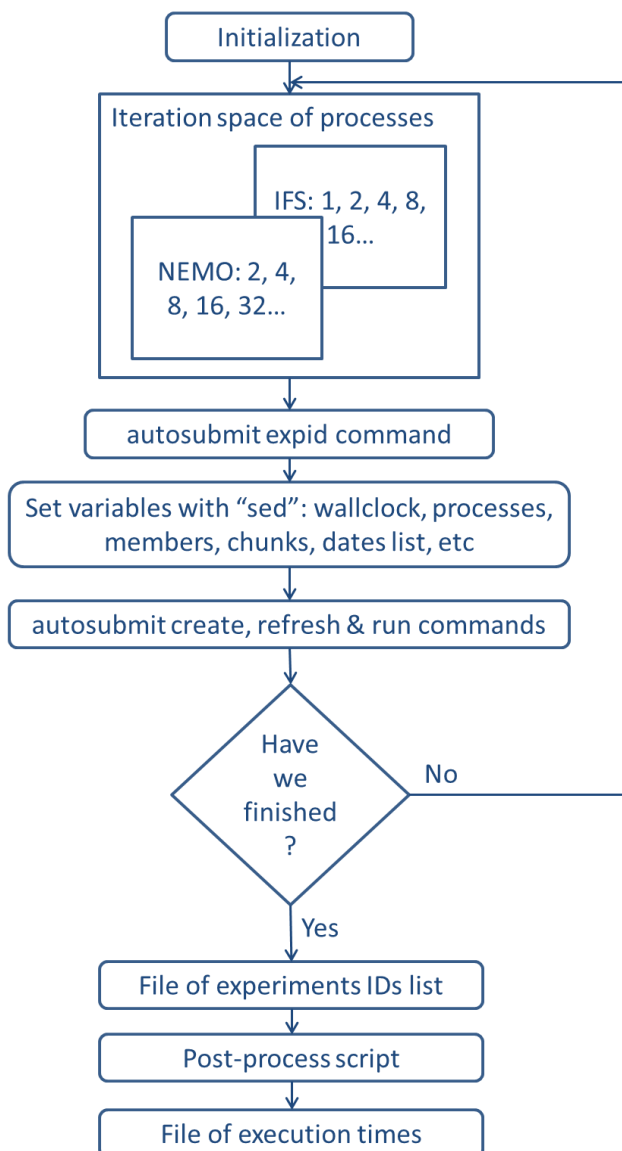 Initialization
Iteration space of processes
IFS: 1, 2, 4, 8,
16...
NEMO: 2, 4,
8, 16, 32...
autosubmit expid command
Set variables with “sed”: wallclock, processes,
members, chunks, dates list, etc
autosubmit create, refresh & run commands
Have
we
finished
?
No
Yes
File of experiments IDs list
Post-process script
File of execution times